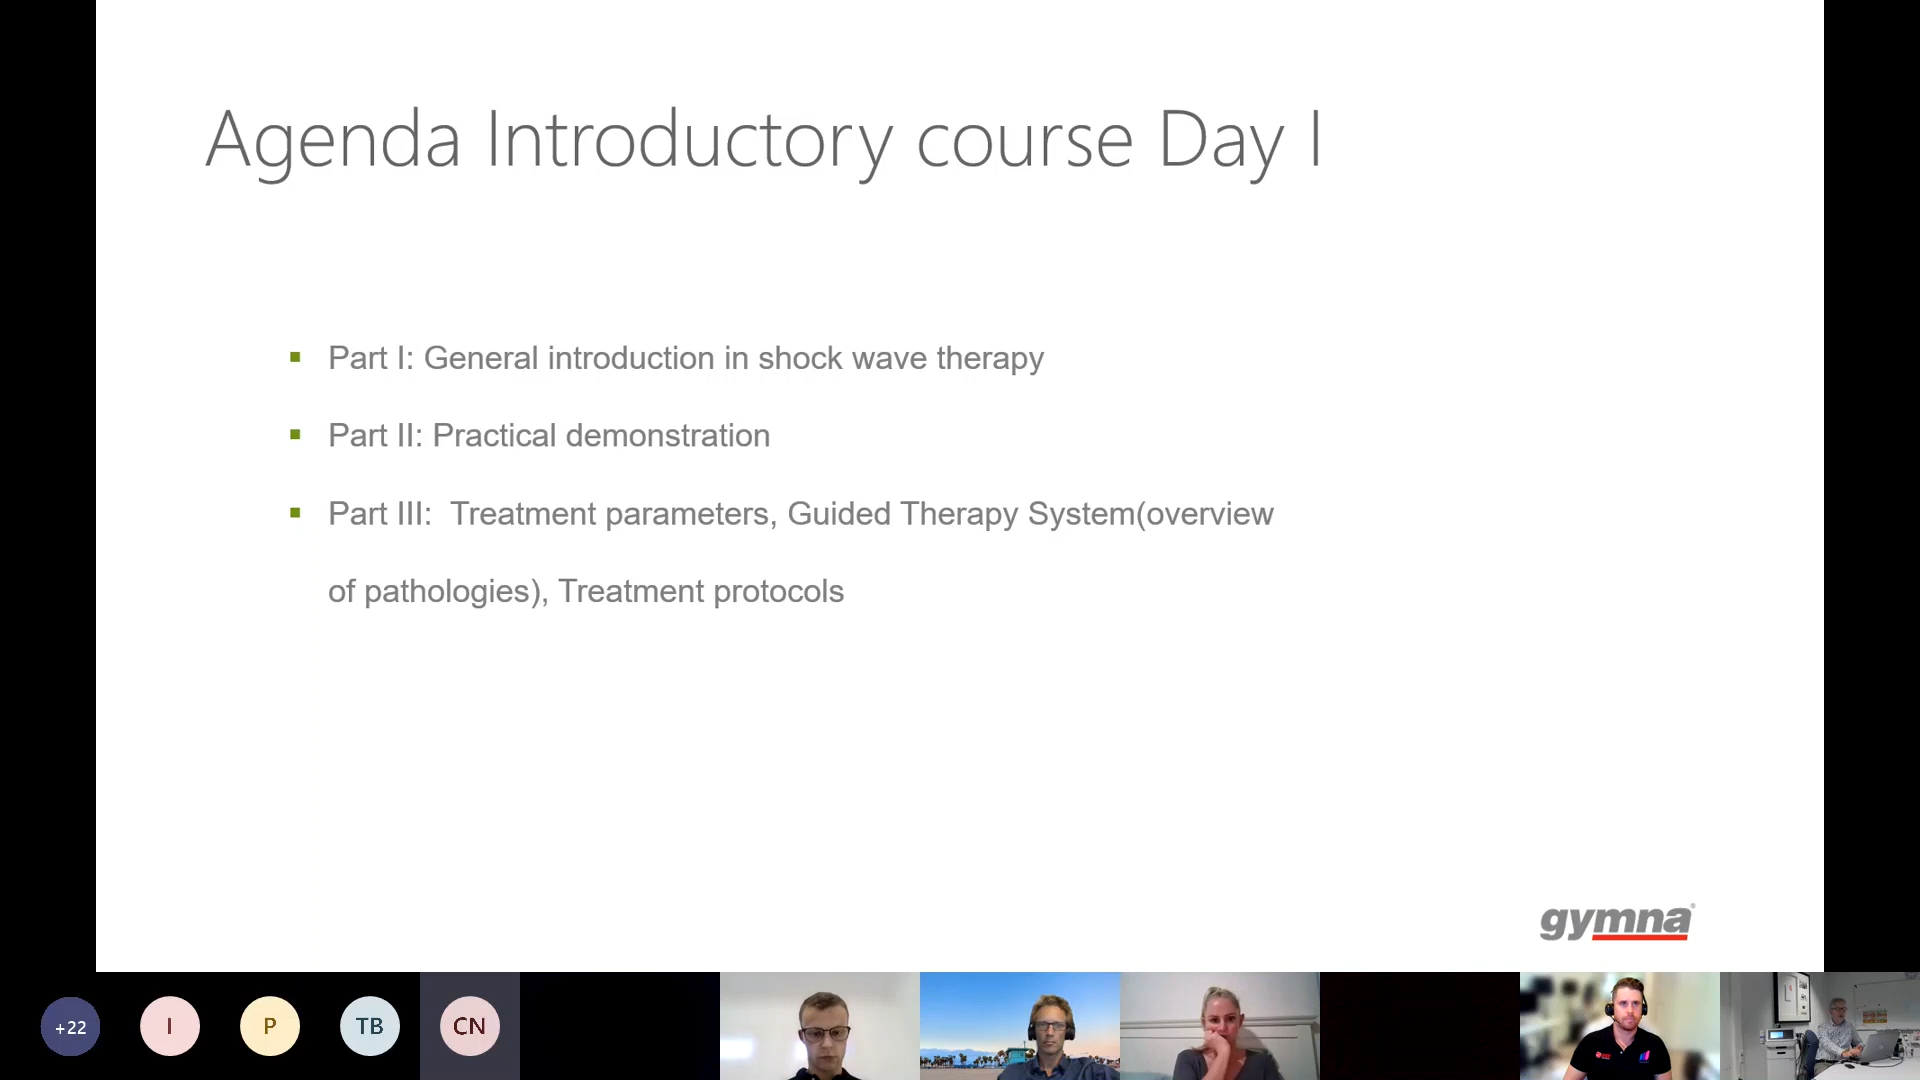 Agenda Introductory course Day I
Part I: General introduction in shock wave therapy
Part II: Practical demonstration
Part III:  Treatment parameters, Guided Therapy System(overview
of pathologies), Treatment protocols
gymna
+22
I
P
TB
CN